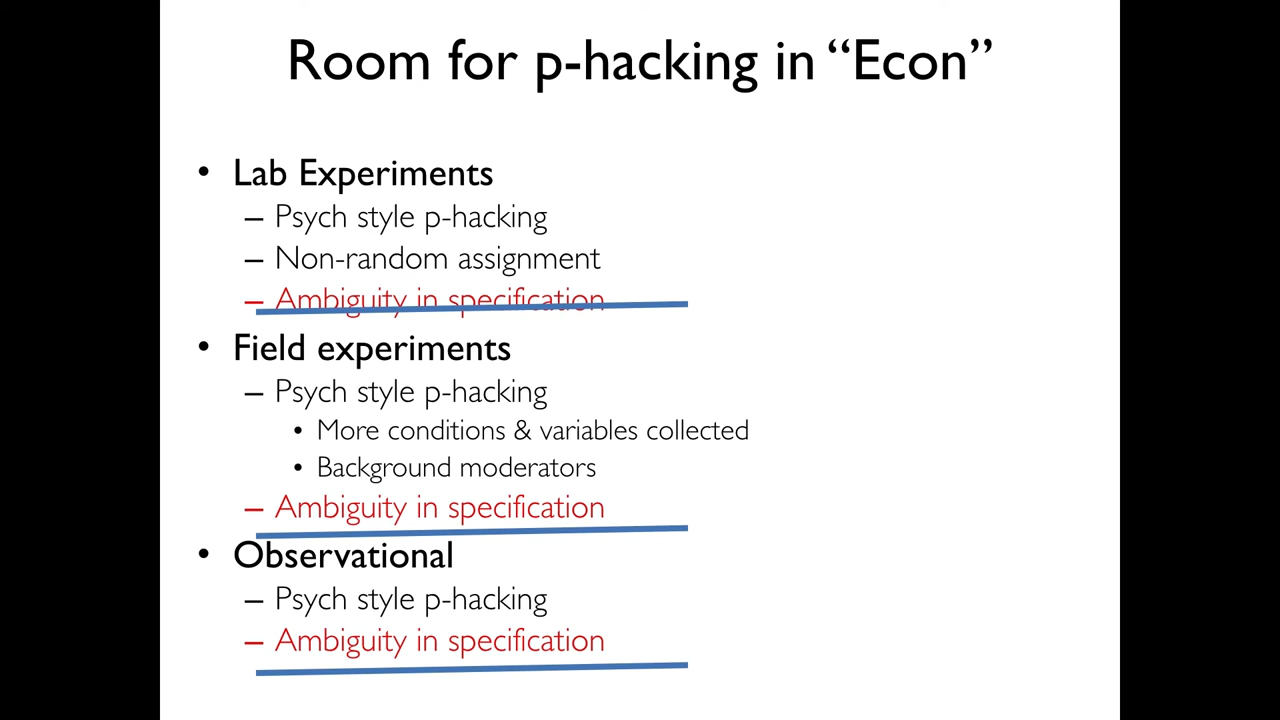 Room for p-hacking in “Econ”
• Lab Experiments
– Psych style p-hacking
– Non-random assignment
– Ambiguity in specification
• Field experiments
– Psych style p-hacking
• More conditions & variables collected
• Background moderators
– Ambiguity in specification
• Observational
– Psych style p-hacking
– Ambiguity in specification